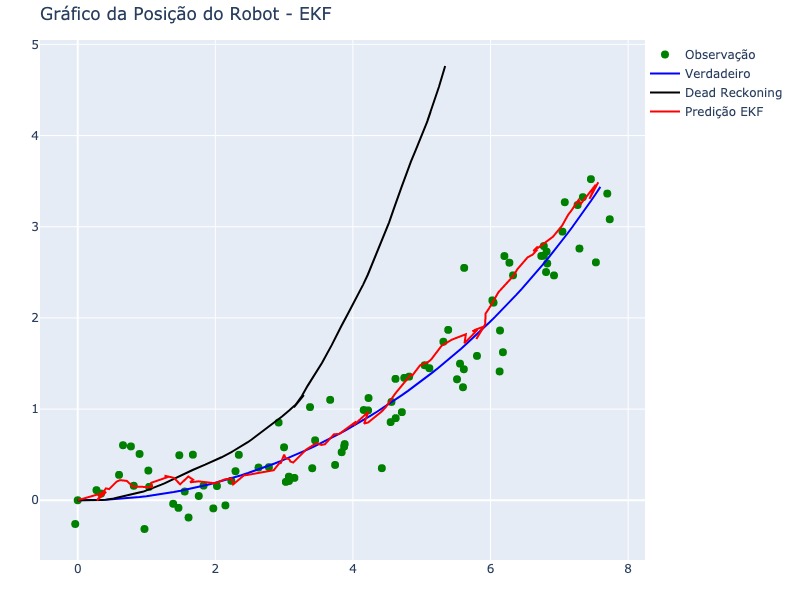 Gráfico da Posição do Robot - EKF
Observação
Verdadeiro
Dead Reckoning
Predição EKF
5
4
3
2
1
0
0 2 4 6 8